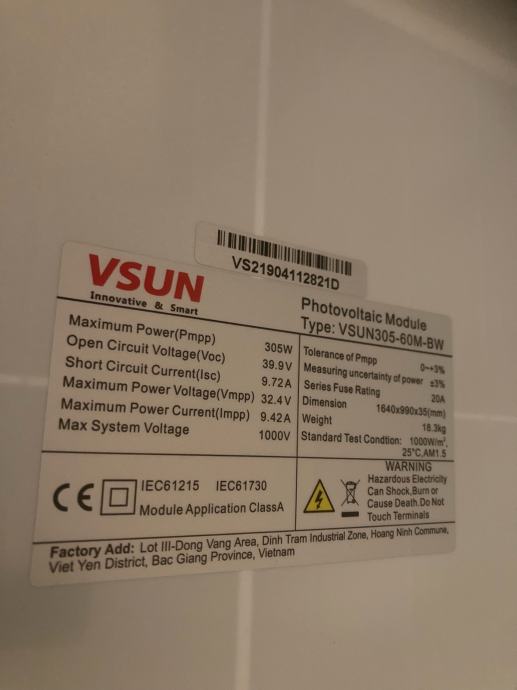 VS21904112821D
VSUN
Innovative & Smart
Photovoltaic Module
Type: VSUN305-60M-BW
Maximum Power(Pmpp) 305W
Open Circuit Voltage(Voc) 39.9V
Short Circuit Current(Isc) 9.72A
Maximum Power Voltage(Vmpp) 32.4V
Maximum Power Current(Impp) 9.42A
Max System Voltage 1000V
Tolerance of Pmpp 0~+3%
Measuring uncertainty of power ±3%
Series Fuse Rating 20A
Dimension 1640x990x35(mm)
Weight 18.3kg
Standard Test Condtion: 1000W/m²,
25°C,AM1.5
CE IEC61215 IEC61730
Module Application ClassA
WARNING
Hazardous Electricity
Can Shock,Burn or
Cause Death.Do Not
Touch Terminals
Factory Add: Lot III-Dong Vang Area, Dinh Tram Industrial Zone, Hoang Ninh Commune,
Viet Yen District, Bac Giang Province, Vietnam